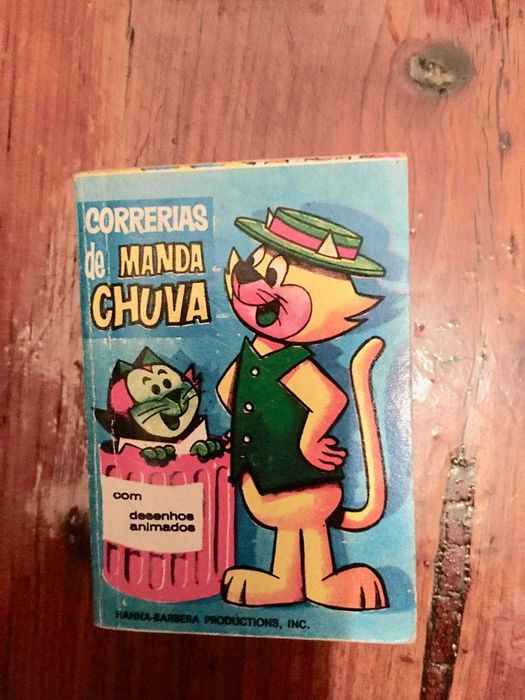 CORRERIAS
de MANDA
CHUVA
com
desenhos
animados
HANNA-BARBERA PRODUCTIONS, INC.